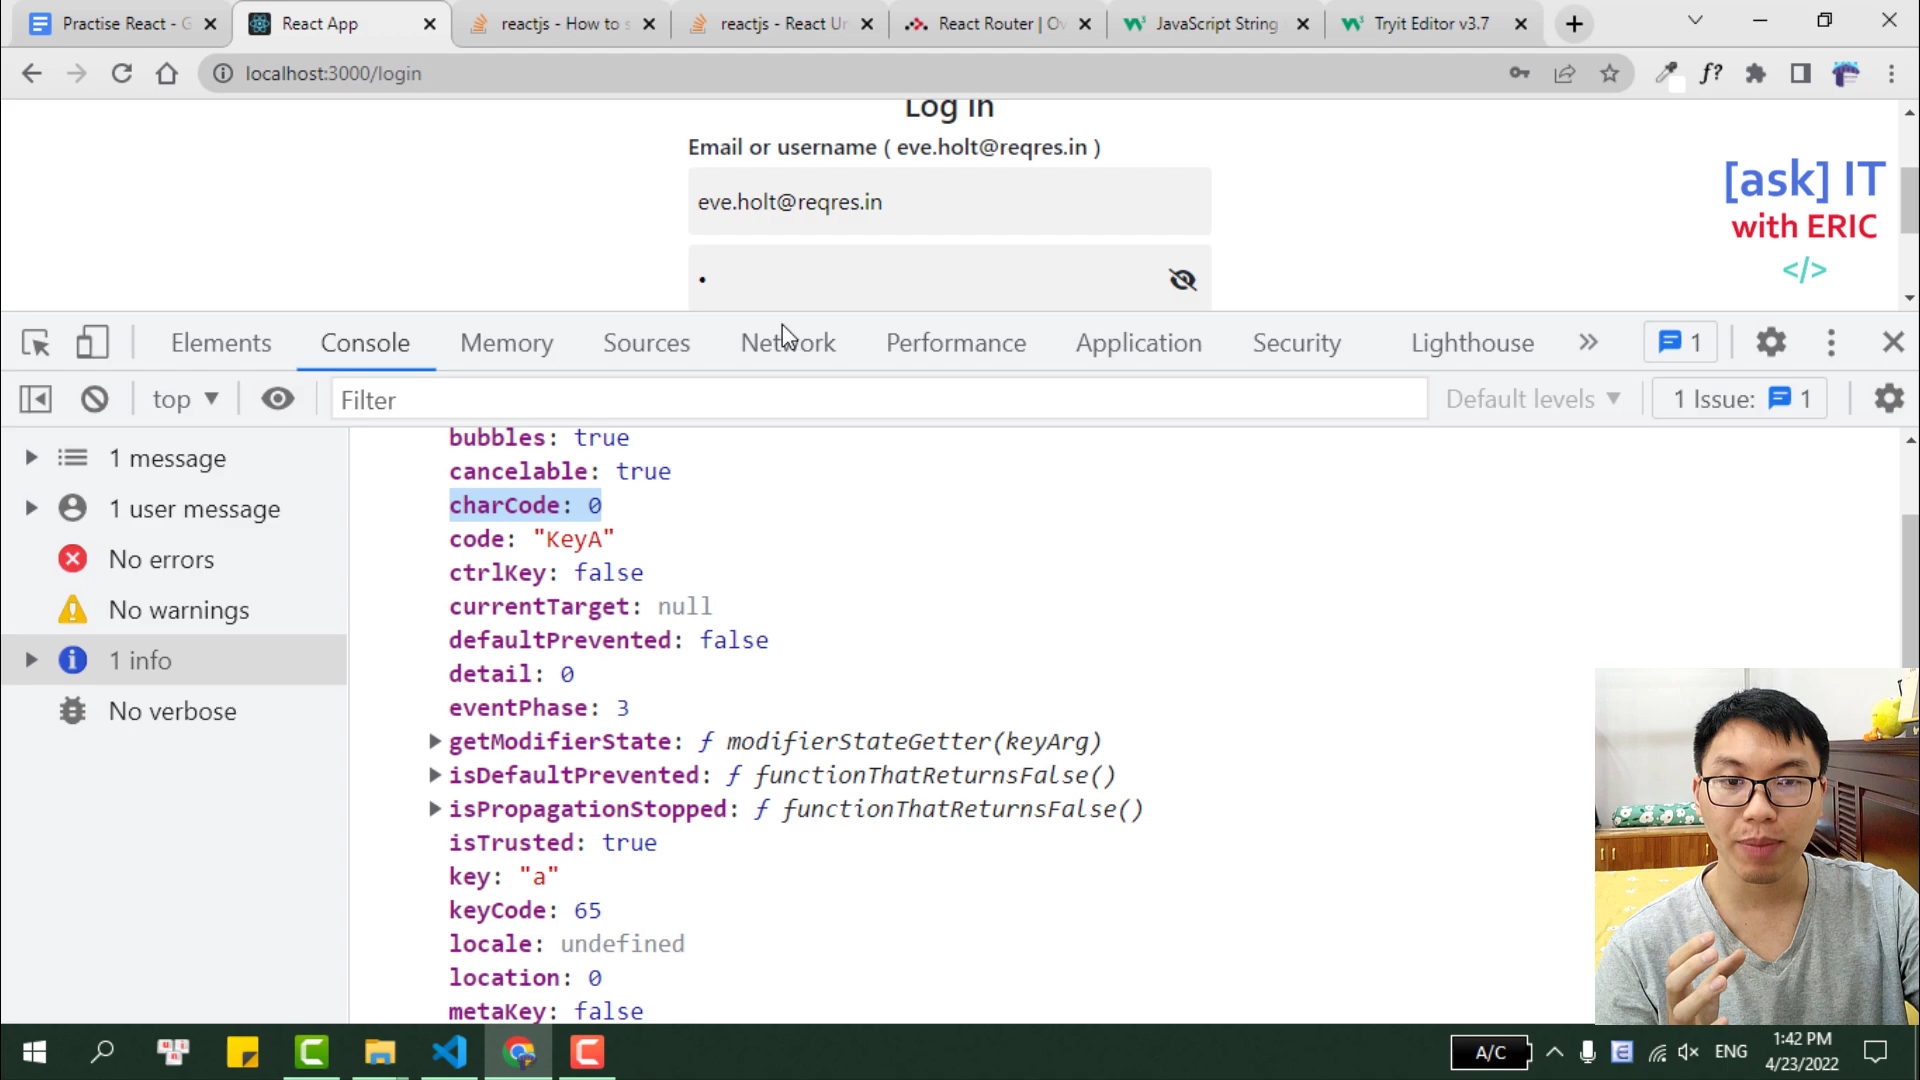 Practise React - G
React App
reactjs - How to s
reactjs - React Ur
React Router | Ov
JavaScript String
Tryit Editor v3.7
localhost:3000/login
f?
Log in
Email or username ( eve.holt@reqres.in )
eve.holt@reqres.in
[ask] IT
with ERIC
</>
Elements
Console
Memory
Sources
Network
Performance
Application
Security
Lighthouse
1
top
Filter
Default levels
1 Issue: 1
1 message
1 user message
No errors
No warnings
1 info
No verbose
bubbles: true
cancelable: true
charCode: 0
code: "KeyA"
ctrlKey: false
currentTarget: null
defaultPrevented: false
detail: 0
eventPhase: 3
getModifierState: ƒ modifierStateGetter(keyArg)
isDefaultPrevented: ƒ functionThatReturnsFalse()
isPropagationStopped: ƒ functionThatReturnsFalse()
isTrusted: true
key: "a"
keyCode: 65
locale: undefined
location: 0
metaKey: false
A/C
ENG
1:42 PM
4/23/2022